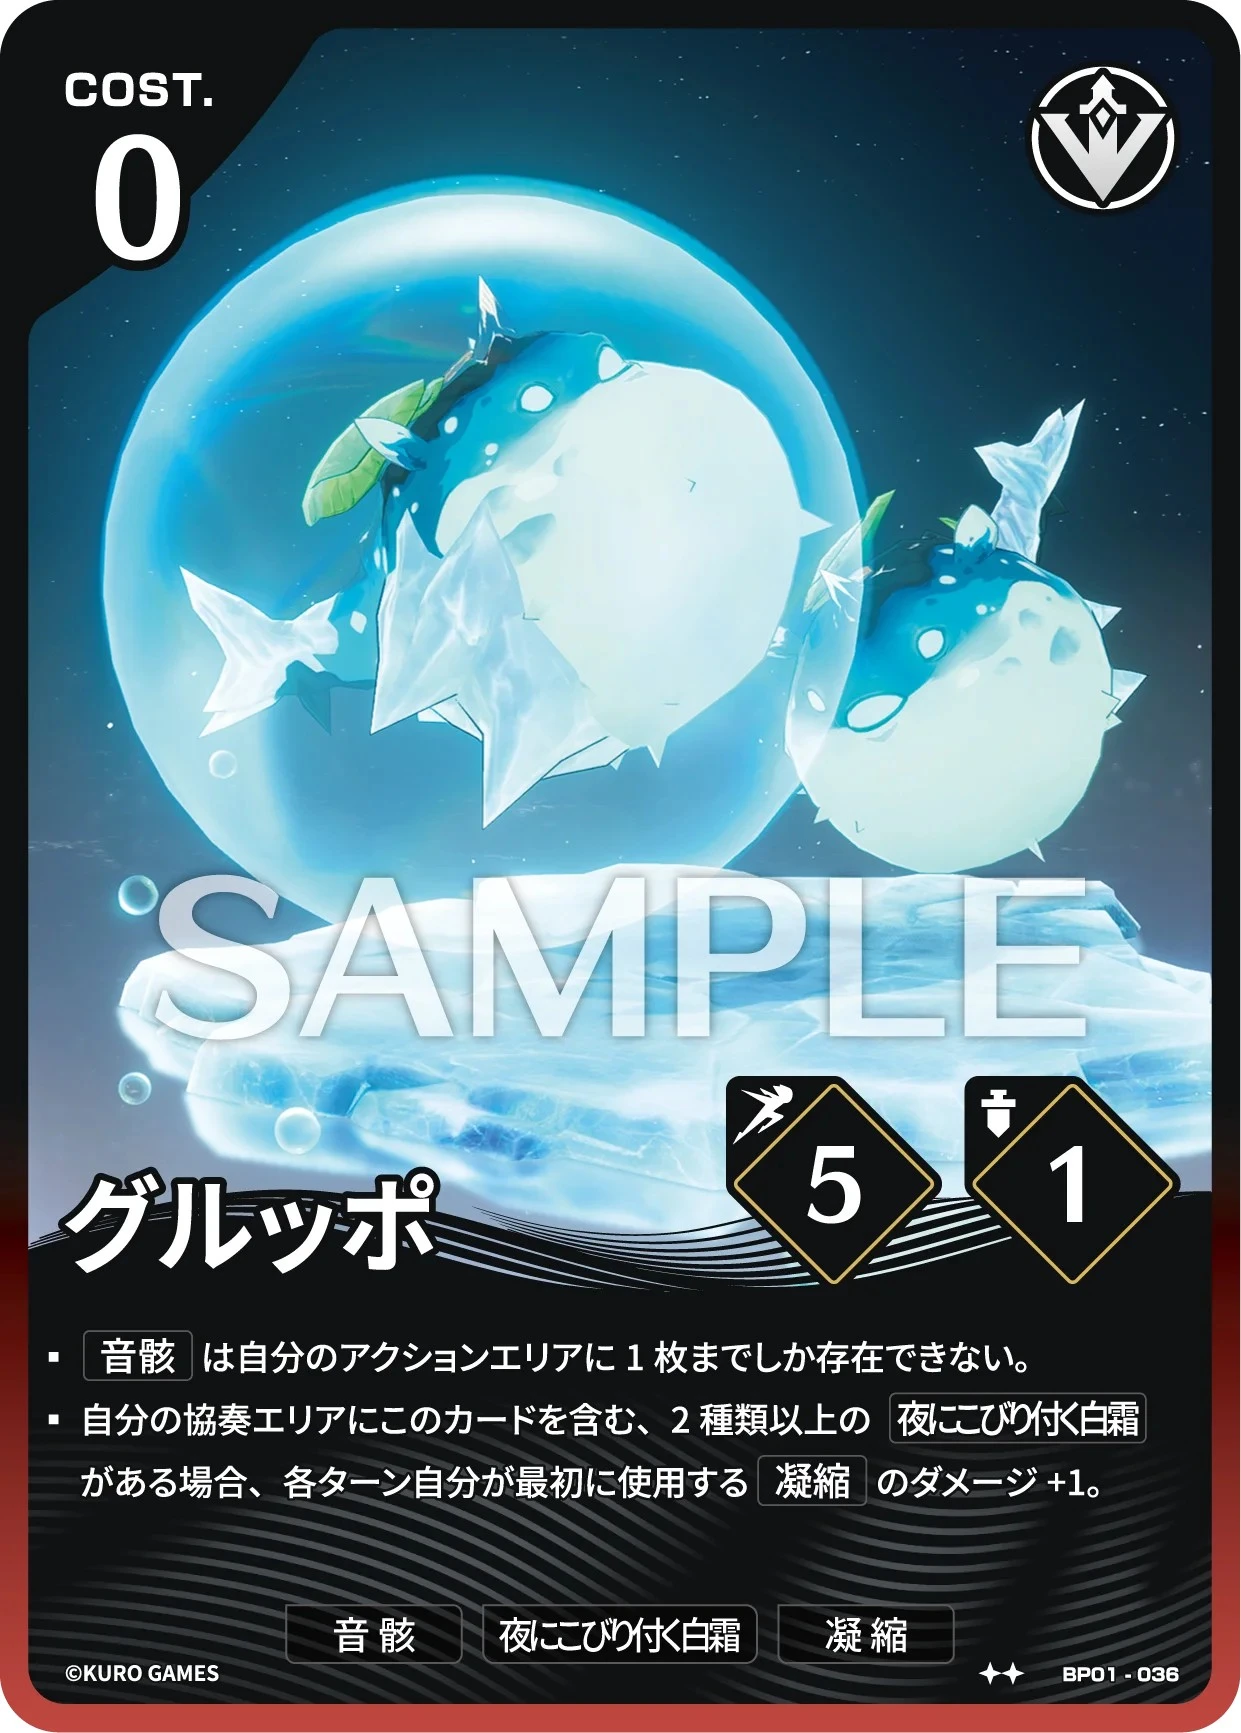 COST.
0
SAMPLE
5
1
グルッポ
▪ 音骸 は自分のアクションエリアに 1 枚までしか存在できない。
▪ 自分の協奏エリアにこのカードを含む、2 種類以上の 夜にこびり付く白霜
がある場合、各ターン自分が最初に使用する 凝縮 のダメージ +1。
音骸 夜にこびり付く白霜 凝縮
©KURO GAMES
BP01 - 036